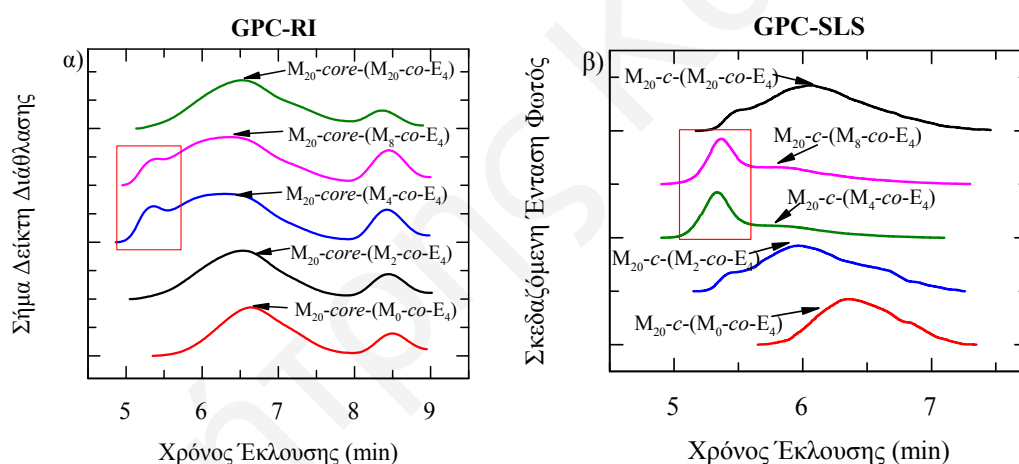 GPC-RI
α)
Σήμα Δείκτη Διάθλασης
M20-core-(M20-co-E4)
M20-core-(M8-co-E4)
M20-core-(M4-co-E4)
M20-core-(M2-co-E4)
M20-core-(M0-co-E4)
5 6 7 8 9
Χρόνος Έκλουσης (min)
GPC-SLS
β)
Σκεδαζόμενη Ένταση Φωτός
M20-c-(M20-co-E4)
M20-c-(M8-co-E4)
M20-c-(M4-co-E4)
M20-c-(M2-co-E4)
M20-c-(M0-co-E4)
5 6 7
Χρόνος Έκλουσης (min)